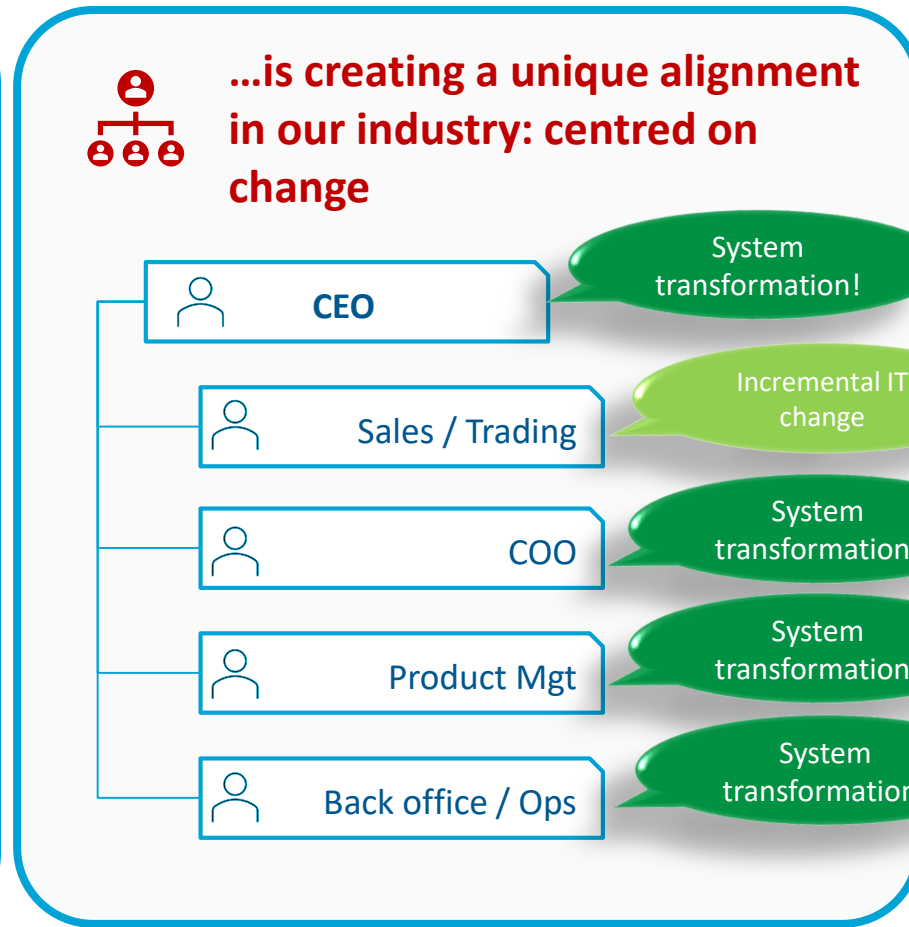 …is creating a unique alignment
in our industry: centred on
change
CEO
System
transformation!
Sales / Trading
Incremental IT
change
COO
System
transformation
Product Mgt
System
transformation
Back office / Ops
System
transformation